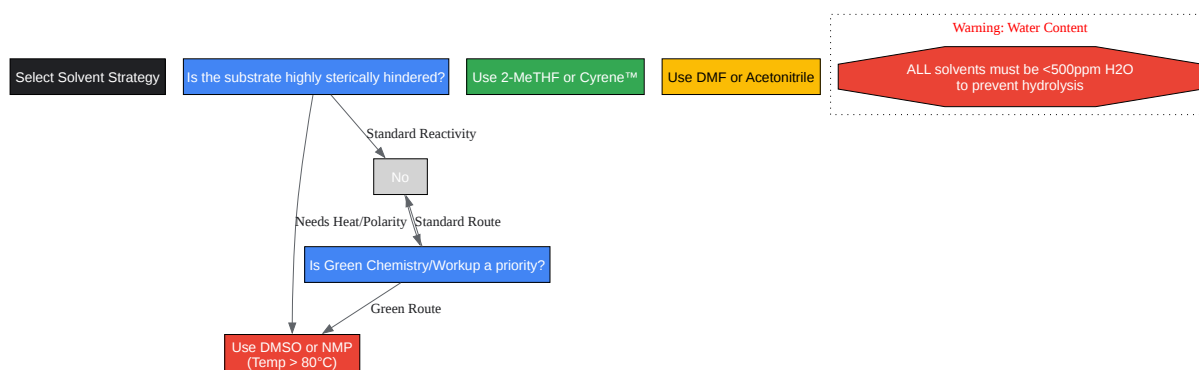 Warning: Water Content
Select Solvent Strategy
Is the substrate highly sterically hindered?
Use 2-MeTHF or Cyrene™
Use DMF or Acetonitrile
ALL solvents must be <500ppm H2O
to prevent hydrolysis
Standard Reactivity
No
Needs Heat/Polarity
Standard Route
Is Green Chemistry/Workup a priority?
Green Route
Use DMSO or NMP
(Temp > 80°C)